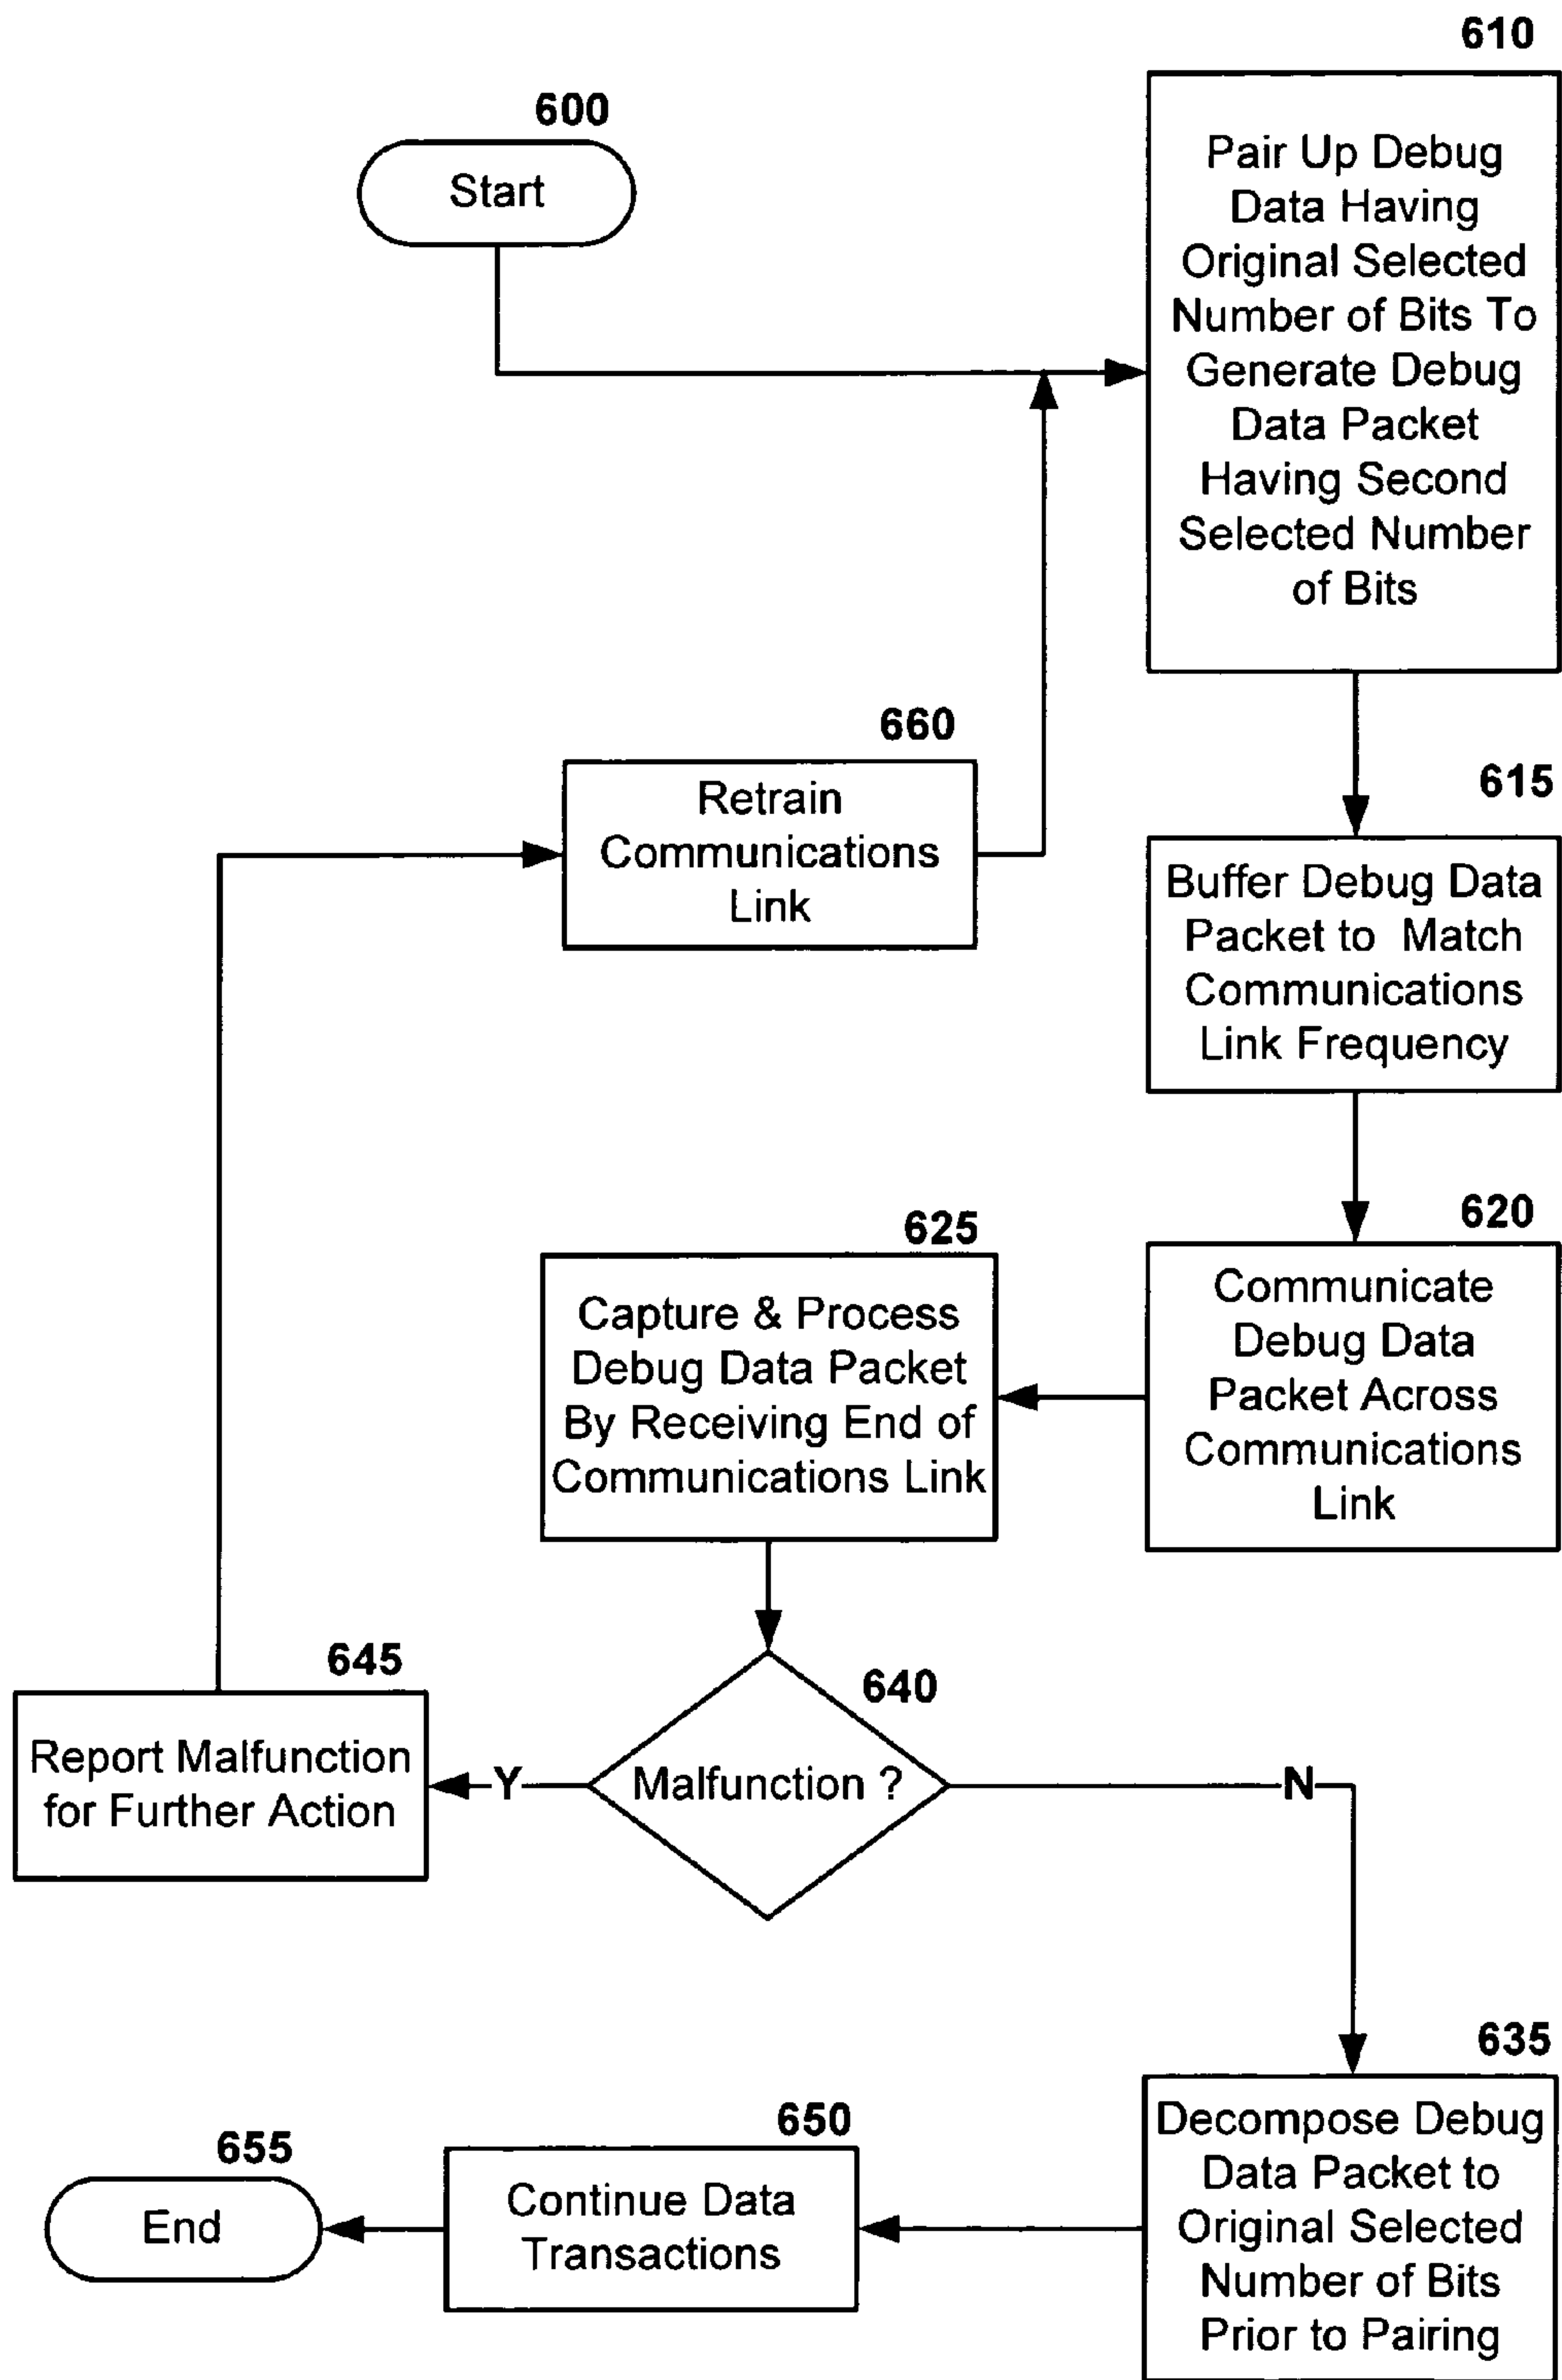 600
Start
610
Pair Up Debug
Data Having
Original Selected
Number of Bits To
Generate Debug
Data Packet
Having Second
Selected Number
of Bits
615
Buffer Debug Data
Packet to Match
Communications
Link Frequency
620
Communicate
Debug Data
Packet Across
Communications
Link
625
Capture & Process
Debug Data Packet
By Receiving End of
Communications Link
640
Malfunction ?
Y
N
645
Report Malfunction
for Further Action
660
Retrain
Communications
Link
635
Decompose Debug
Data Packet to
Original Selected
Number of Bits
Prior to Pairing
650
Continue Data
Transactions
655
End